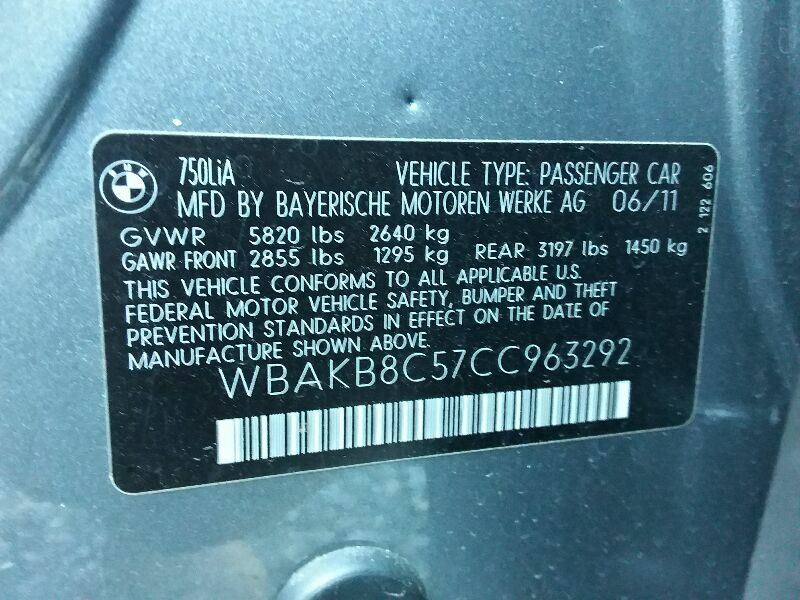 BMW
750LiA VEHICLE TYPE: PASSENGER CAR
MFD BY BAYERISCHE MOTOREN WERKE AG 06/11
GVWR 5820 lbs 2640 kg
GAWR FRONT 2855 lbs 1295 kg REAR 3197 lbs 1450 kg
THIS VEHICLE CONFORMS TO ALL APPLICABLE U.S.
FEDERAL MOTOR VEHICLE SAFETY, BUMPER AND THEFT
PREVENTION STANDARDS IN EFFECT ON THE DATE OF
MANUFACTURE SHOWN ABOVE.
WBAKB8C57CC963292
2 122 606